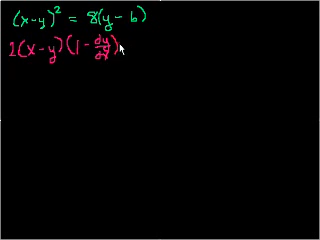 (x-y)² = 8(y - 6)
2(x-y)(1 - dy/dx)